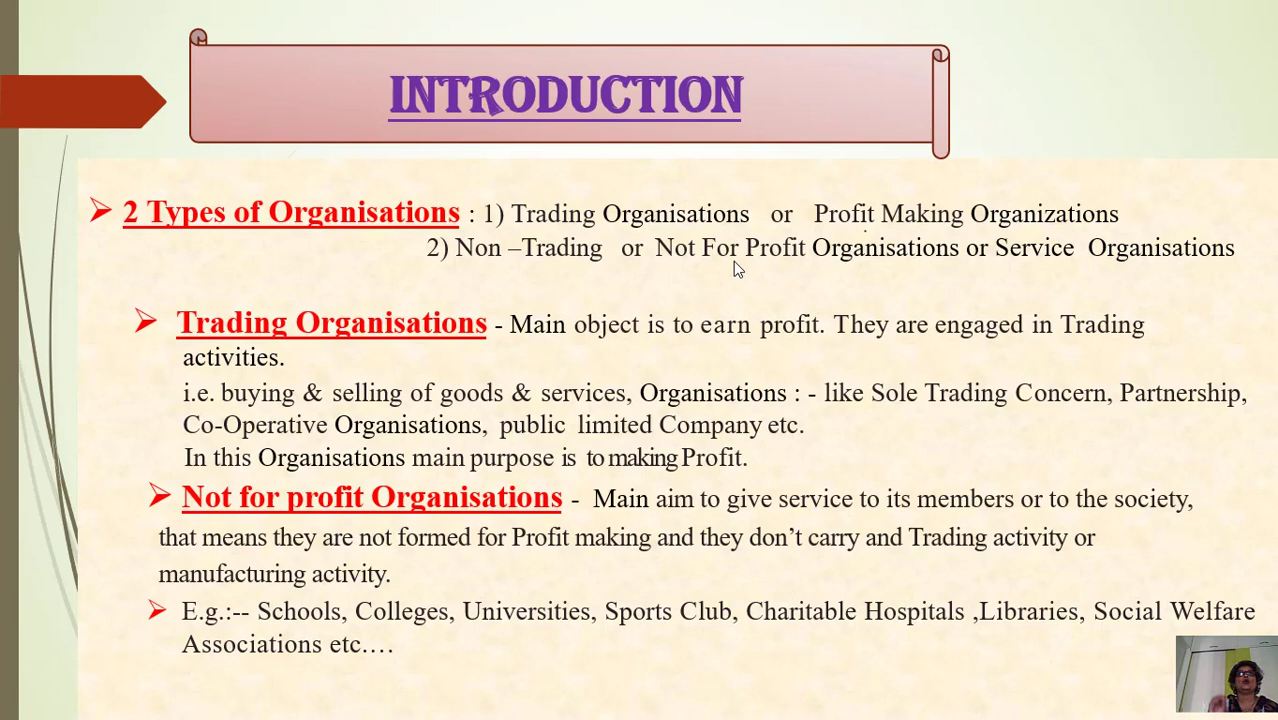 INTRODUCTION
2 Types of Organisations : 1) Trading Organisations or Profit Making Organizations
2) Non –Trading or Not For Profit Organisations or Service Organisations
Trading Organisations - Main object is to earn profit. They are engaged in Trading
activities.
i.e. buying & selling of goods & services, Organisations : - like Sole Trading Concern, Partnership,
Co-Operative Organisations, public limited Company etc.
In this Organisations main purpose is to making Profit.
Not for profit Organisations - Main aim to give service to its members or to the society,
that means they are not formed for Profit making and they don’t carry and Trading activity or
manufacturing activity.
E.g.:-- Schools, Colleges, Universities, Sports Club, Charitable Hospitals ,Libraries, Social Welfare
Associations etc.…